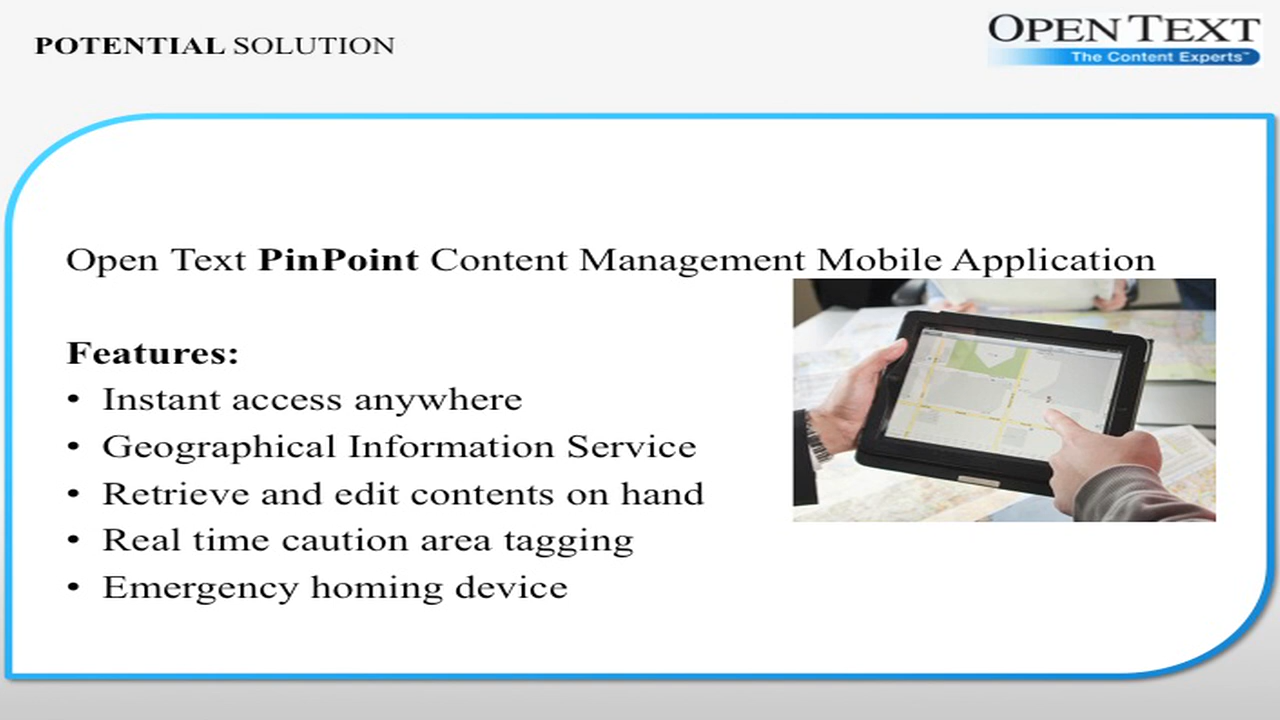 POTENTIAL SOLUTION
OPEN TEXT
The Content Experts™
Open Text PinPoint Content Management Mobile Application
Features:
• Instant access anywhere
• Geographical Information Service
• Retrieve and edit contents on hand
• Real time caution area tagging
• Emergency homing device